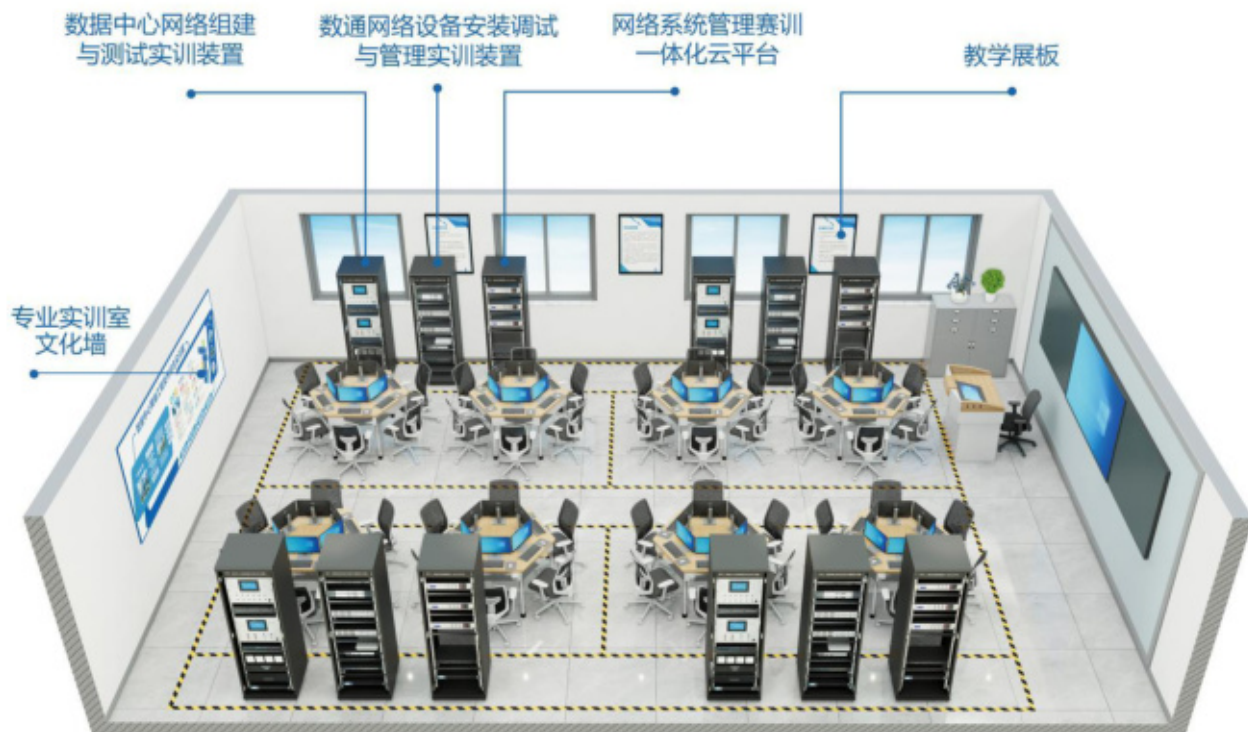 数据中心网络组建
与测试实训装置
数通网络设备安装调试
与管理实训装置
网络系统管理赛训
一体化云平台
教学展板
专业实训室
文化墙